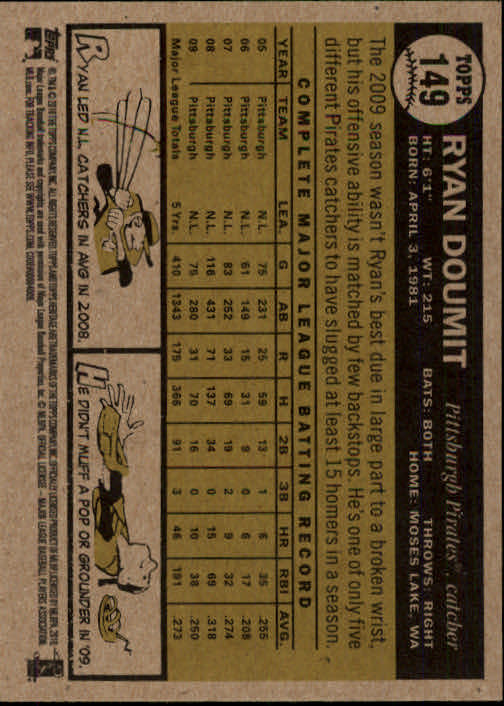 TOPPS
149
RYAN DOUMIT
Pittsburgh Pirates®, catcher
HT: 6'1" WT: 215 BATS: BOTH THROWS: RIGHT
BORN: APRIL 3, 1981 HOME: MOSES LAKE, WA
The 2009 season wasn't Ryan's best due in large part to a broken wrist,
but his offensive ability is matched by few backstops. He's one of only five
different Pirates catchers to have slugged at least 15 homers in a season.
COMPLETE MAJOR LEAGUE BATTING RECORD
YEAR TEAM LEA. G AB R H 2B 3B HR RBI AVG.
05 Pittsburgh N.L. 75 231 25 59 13 1 6 35 .255
06 Pittsburgh N.L. 61 149 15 31 9 0 6 17 .208
07 Pittsburgh N.L. 83 252 33 69 19 2 9 32 .274
08 Pittsburgh N.L. 116 431 71 137 34 0 15 69 .318
09 Pittsburgh N.L. 75 280 31 70 16 0 10 38 .250
Major League Totals 5 Yrs. 410 1343 175 366 91 3 46 191 .273
RYAN LED N.L. CATCHERS IN AVG IN 2008.
HE DIDN'T MUFF A POP OR GROUNDER IN '09.
TOPPS